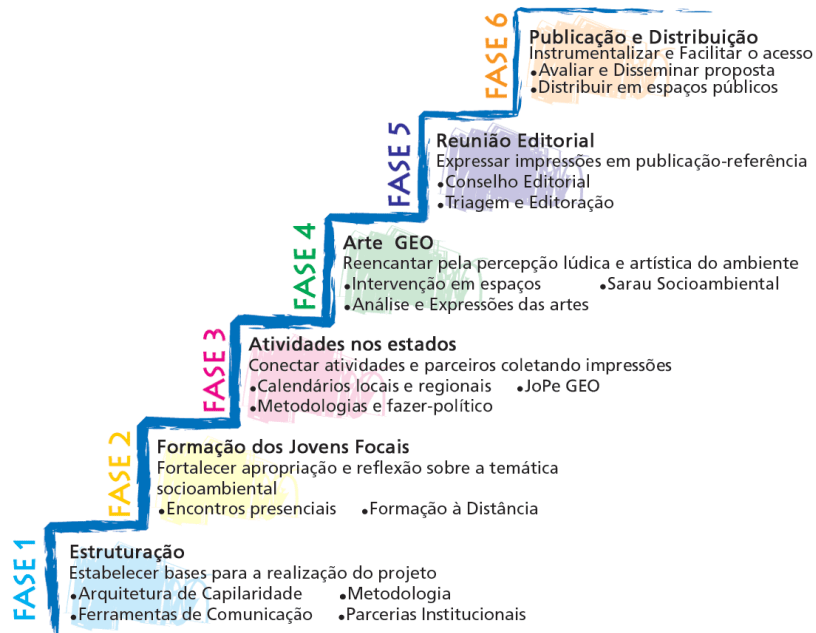 FASE 6
Publicação e Distribuição
Instrumentalizar e Facilitar o acesso
•Avaliar e Disseminar proposta
•Distribuir em espaços públicos
FASE 5
Reunião Editorial
Expressar impressões em publicação-referência
•Conselho Editorial
•Triagem e Editoração
FASE 4
Arte GEO
Reencantar pela percepção lúdica e artística do ambiente
•Intervenção em espaços •Sarau Socioambiental
•Análise e Expressões das artes
FASE 3
Atividades nos estados
Conectar atividades e parceiros coletando impressões
•Calendários locais e regionais •JoPe GEO
•Metodologias e fazer-político
FASE 2
Formação dos Jovens Focais
Fortalecer apropriação e reflexão sobre a temática
socioambiental
•Encontros presenciais •Formação à Distância
FASE 1
Estruturação
Estabelecer bases para a realização do projeto
•Arquitetura de Capilaridade •Metodologia
•Ferramentas de Comunicação •Parcerias Institucionais